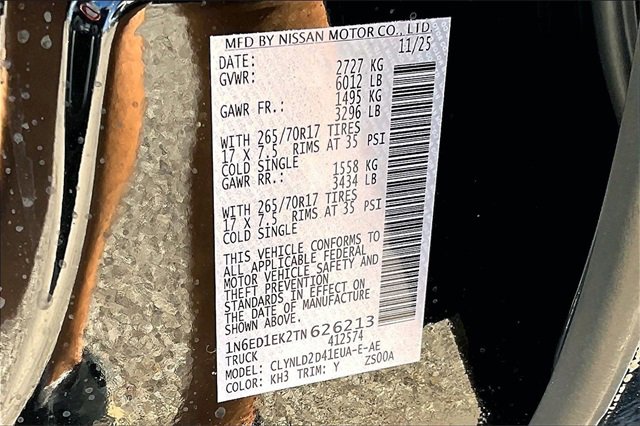 MFD BY NISSAN MOTOR CO., LTD.
DATE: 11/25
GVWR: 2727 KG
6012 LB
GAWR FR.: 1495 KG
3296 LB
WITH 265/70R17 TIRES
17 X 7.5 RIMS AT 35 PSI
COLD SINGLE
GAWR RR.: 1558 KG
3434 LB
WITH 265/70R17 TIRES
17 X 7.5 RIMS AT 35 PSI
COLD SINGLE
THIS VEHICLE CONFORMS TO
ALL APPLICABLE FEDERAL
MOTOR VEHICLE SAFETY AND
THEFT PREVENTION
STANDARDS IN EFFECT ON
THE DATE OF MANUFACTURE
SHOWN ABOVE.
1N6ED1EK2TN626213
TRUCK 412574
MODEL: CLYNLD2D41EUA-E-AE
COLOR: KH3 TRIM: Y ZS00A